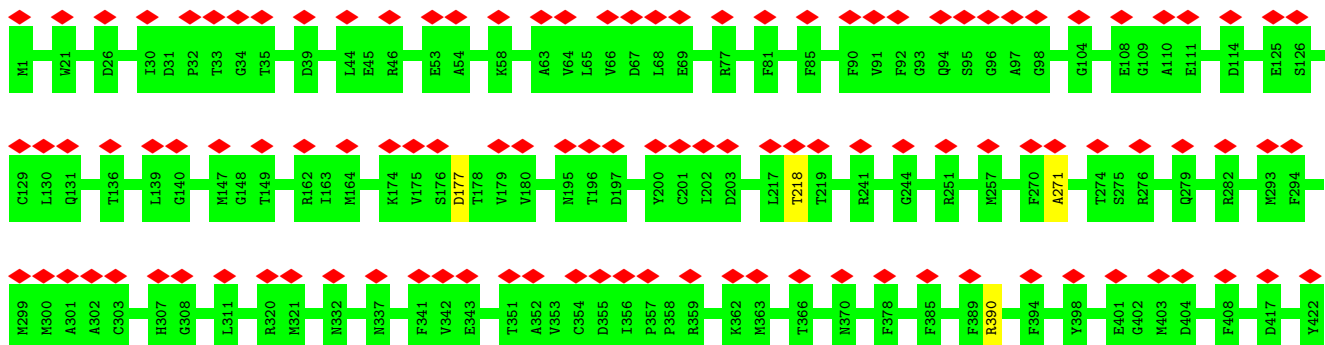 M1 W21 D26 I30 D31 P32 T33 G34 T35 D39 L44 E45 R46 E53 A54 K58 A63 V64 L65 V66 D67 L68 E69 R77 F81 F85 F90 V91 F92 G93 Q94 S95 G96 A97 G98 G104 E108 G109 A110 E111 D114 E125 S126
C129 L130 Q131 T136 L139 G140 M147 G148 T149 R162 I163 M164 K174 V175 S176 D177 T178 V179 V180 N195 T196 D197 Y200 C201 I202 D203 L217 T218 T219 R241 G244 R251 M257 F270 A271 T274 S275 R276 Q279 R282 M293 F294
M299 M300 A301 A302 C303 H307 G308 L311 R320 M321 N332 N337 F341 V342 E343 T351 A352 V353 C354 D355 I356 P357 P358 R359 K362 M363 T366 N370 F378 F385 F389 R390 F394 Y398 E401 G402 M403 D404 F408 D417 Y422